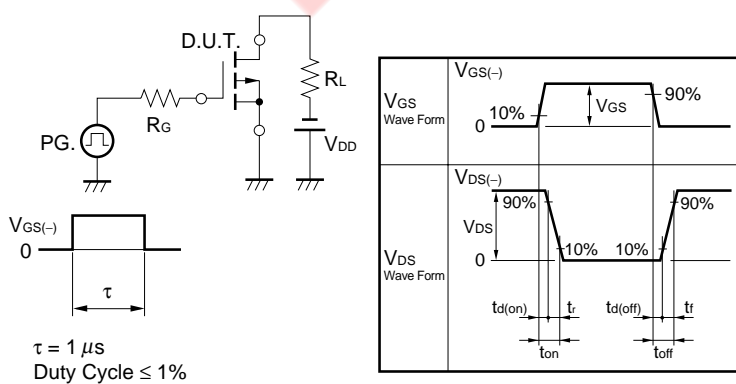 D.U.T.
RL
RG
PG.
VDD
VGS(−)
0
τ
τ = 1 μs
Duty Cycle ≤ 1%
VGS
Wave Form
VGS(−)
10%
VGS
90%
0
VDS
Wave Form
VDS(−)
90%
90%
VDS
10%
10%
0
td(on)
tr
td(off)
tf
ton
toff